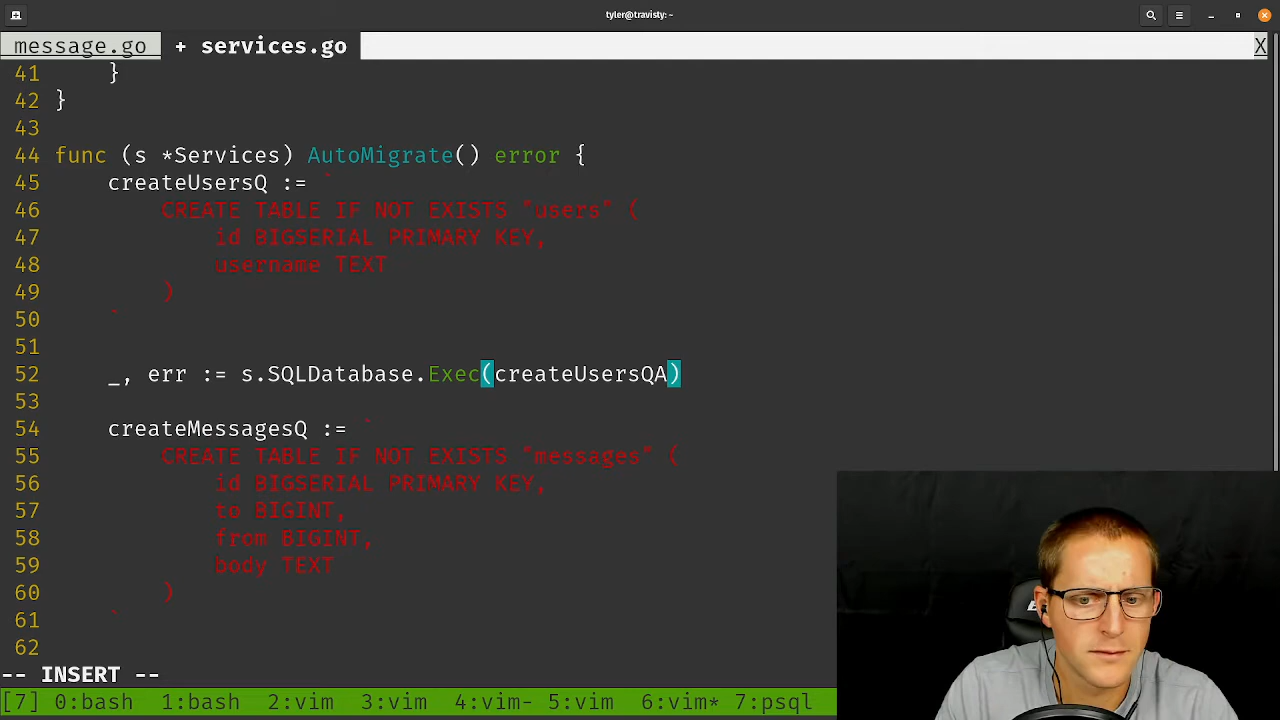 tyler@travisty:~
message.go + services.go X
41 }
42 }
43
44 func (s *Services) AutoMigrate() error {
45 createUsersQ := `
46 CREATE TABLE IF NOT EXISTS "users" (
47 id BIGSERIAL PRIMARY KEY,
48 username TEXT
49 )
50 `
51
52 _, err := s.SQLDatabase.Exec(createUsersQA)
53
54 createMessagesQ := `
55 CREATE TABLE IF NOT EXISTS "messages" (
56 id BIGSERIAL PRIMARY KEY,
57 to BIGINT,
58 from BIGINT,
59 body TEXT
60 )
61 `
62
-- INSERT --
[7] 0:bash 1:bash 2:vim 3:vim 4:vim- 5:vim 6:vim* 7:psql